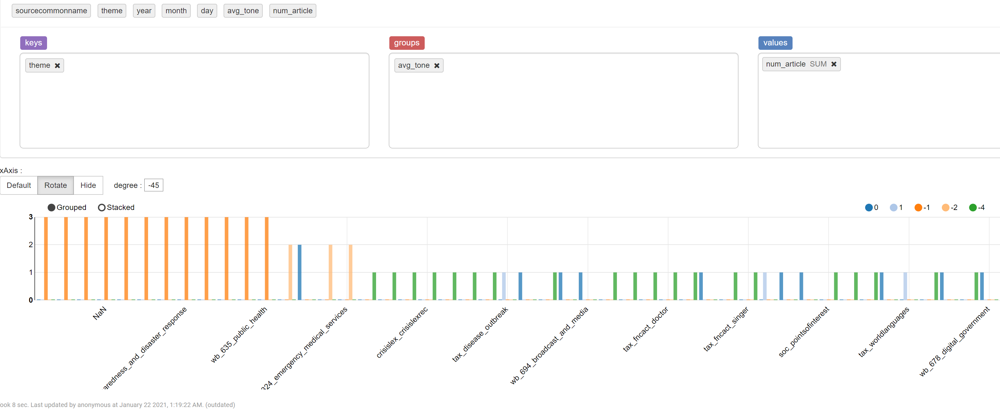 sourcecommonname theme year month day avg_tone num_article
keys groups values
theme ✖ avg_tone ✖ num_article SUM ✖
xAxis :
Default Rotate Hide degree : -45
Grouped Stacked 0 1 -1 -2 -4
3
2
1
0
NaN
aredness_and_disaster_response
wb_635_public_health
324_emergency_medical_services
crisislex_crisislexrec
tax_disease_outbreak
wb_694_broadcast_and_media
tax_fncact_doctor
tax_fncact_singer
soc_pointsofinterest
tax_worldlanguages
wb_678_digital_government
ook 8 sec. Last updated by anonymous at January 22 2021, 1:19:22 AM. (outdated)